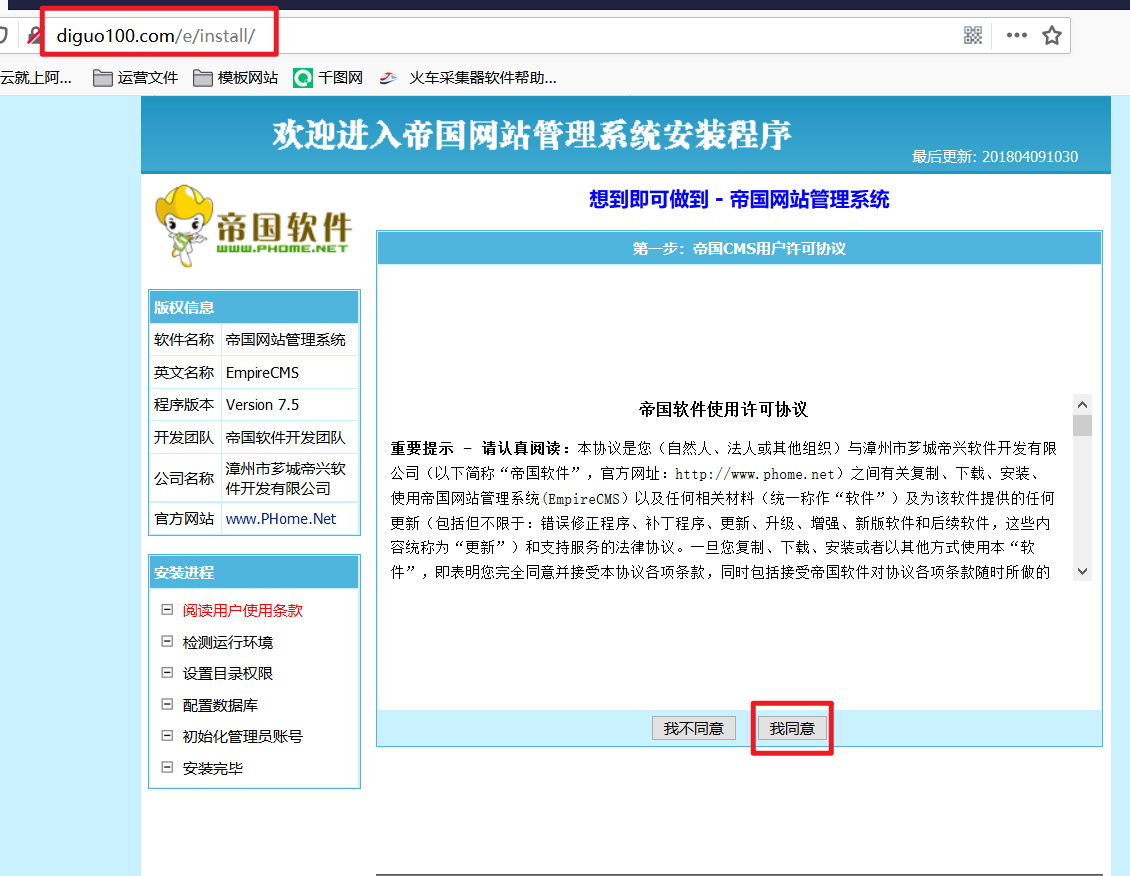 diguo100.com/e/install/
云就上阿...
运营文件
模板网站
千图网
火车采集器软件帮助...
欢迎进入帝国网站管理系统安装程序
最后更新: 201804091030
帝国软件
WWW.PHOME.NET
想到即可做到 - 帝国网站管理系统
第一步：帝国CMS用户许可协议
版权信息
软件名称 帝国网站管理系统
英文名称 EmpireCMS
程序版本 Version 7.5
开发团队 帝国软件开发团队
公司名称 漳州市芗城帝兴软
件开发有限公司
官方网站 www.PHome.Net
安装进程
阅读用户使用条款
检测运行环境
设置目录权限
配置数据库
初始化管理员账号
安装完毕
帝国软件使用许可协议
重要提示 - 请认真阅读：本协议是您（自然人、法人或其他组织）与漳州市芗城帝兴软件开发有限
公司（以下简称“帝国软件”，官方网址：http://www.phome.net）之间有关复制、下载、安装、
使用帝国网站管理系统(EmpireCMS）以及任何相关材料（统一称作“软件”）及为该软件提供的任何
更新（包括但不限于：错误修正程序、补丁程序、更新、升级、增强、新版软件和后续软件，这些内
容统称为“更新”）和支持服务的法律协议。一旦您复制、下载、安装或者以其他方式使用本“软
件”，即表明您完全同意并接受本协议各项条款，同时包括接受帝国软件对协议各项条款随时所做的
我不同意
我同意